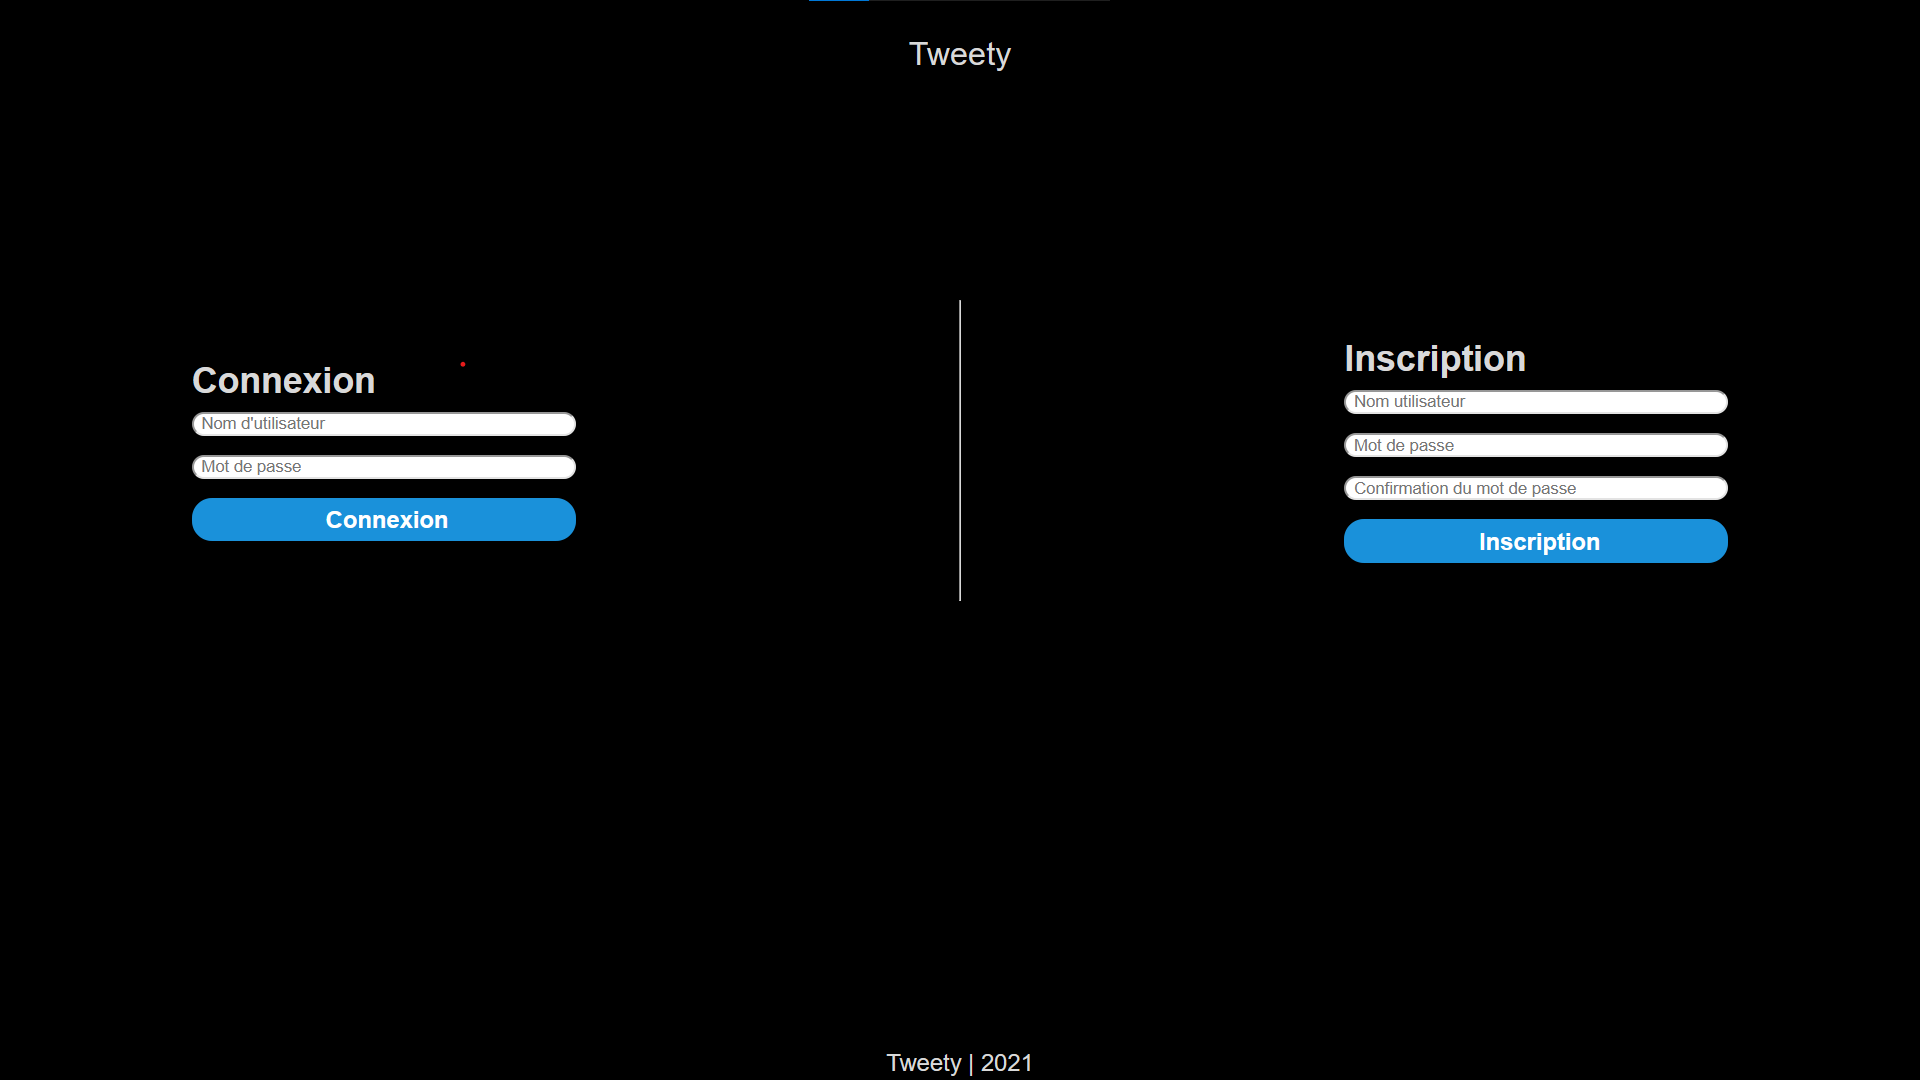 Tweety
Connexion
Nom d'utilisateur
Mot de passe
Connexion
Inscription
Nom utilisateur
Mot de passe
Confirmation du mot de passe
Inscription
Tweety | 2021